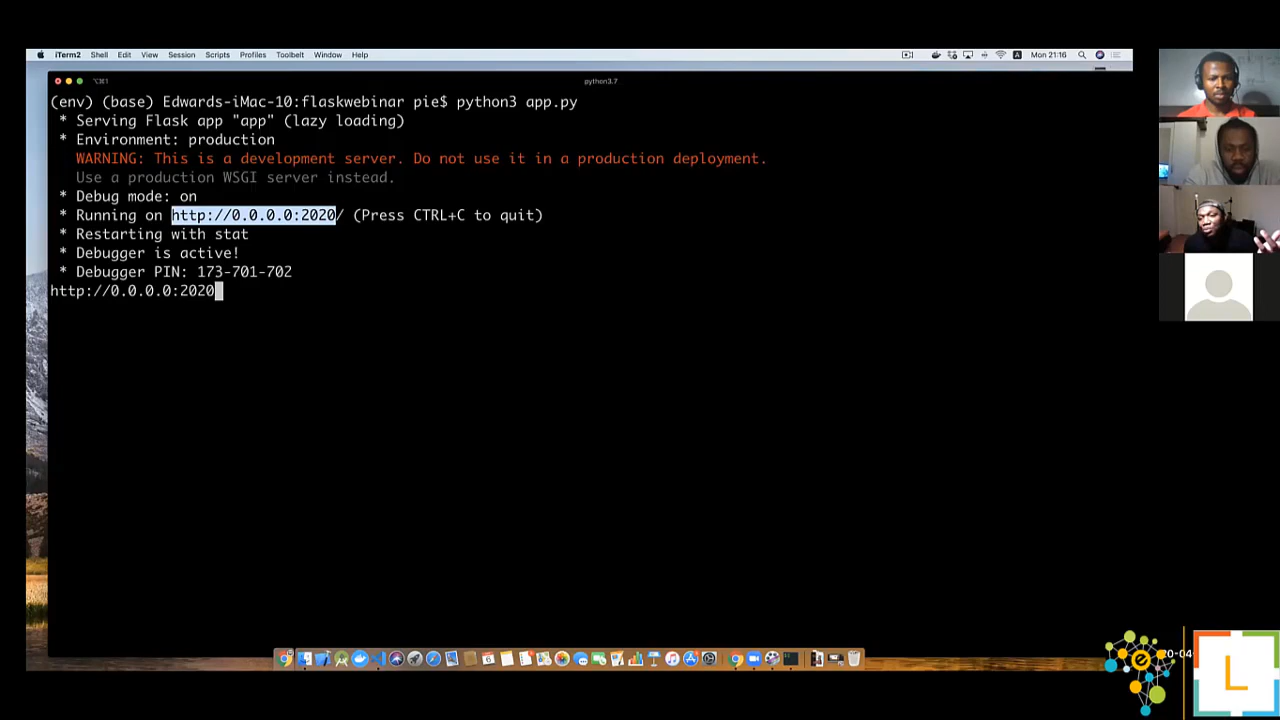 iTerm2 Shell Edit View Session Scripts Profiles Toolbelt Window Help
Mon 21:16
⌥⌘1
python3.7
(env) (base) Edwards-iMac-10:flaskwebinar pie$ python3 app.py
* Serving Flask app "app" (lazy loading)
* Environment: production
WARNING: This is a development server. Do not use it in a production deployment.
Use a production WSGI server instead.
* Debug mode: on
* Running on http://0.0.0.0:2020/ (Press CTRL+C to quit)
* Restarting with stat
* Debugger is active!
* Debugger PIN: 173-701-702
http://0.0.0.0:2020
L